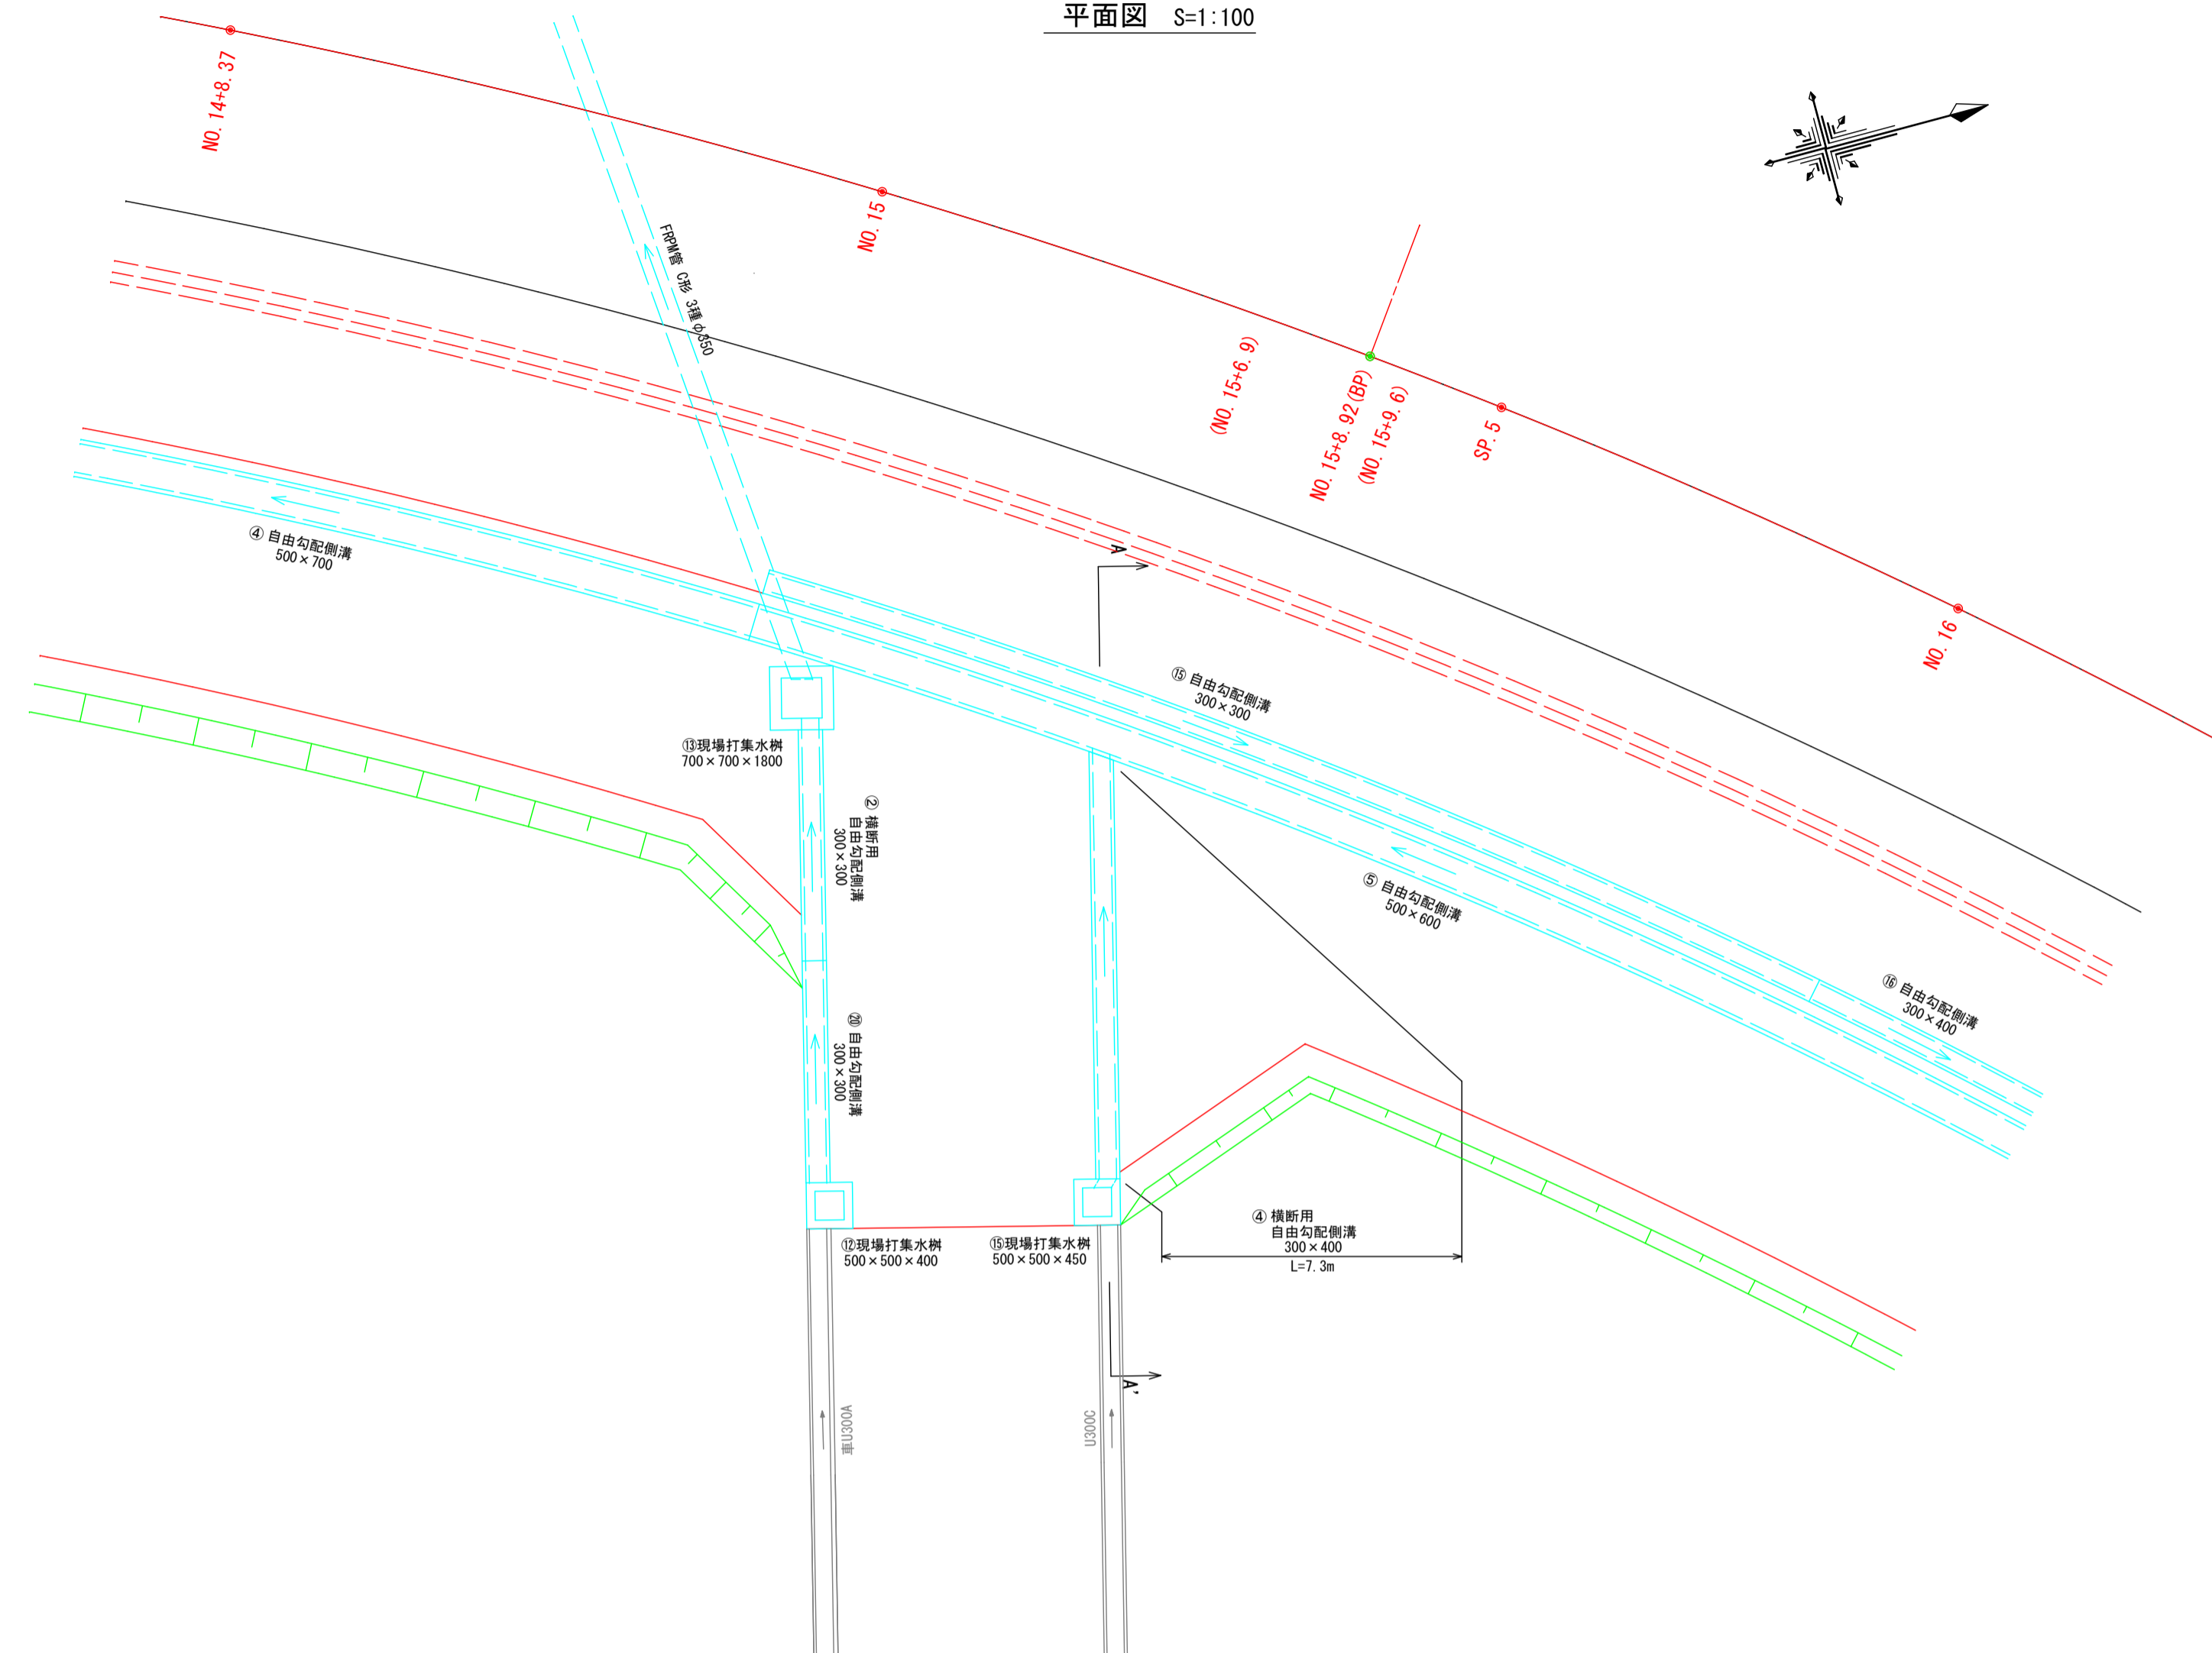 平面図 S=1:100
NO.14+8.37
NO.15
FRPM管 C形 3種 φ350
(NO.15+6.9)
NO.15+8.92(BP)
(NO.15+9.6)
SP.5
NO.16
④ 自由勾配側溝
500×700
A
⑮ 自由勾配側溝
300×300
⑬現場打集水桝
700×700×1800
② 横断用
自由勾配側溝
300×300
⑤ 自由勾配側溝
500×600
⑯ 自由勾配側溝
300×400
⑳ 自由勾配側溝
300×300
⑫現場打集水桝
500×500×400
⑮現場打集水桝
500×500×450
④ 横断用
自由勾配側溝
300×400
L=7.3m
A'
車U300A
U300C